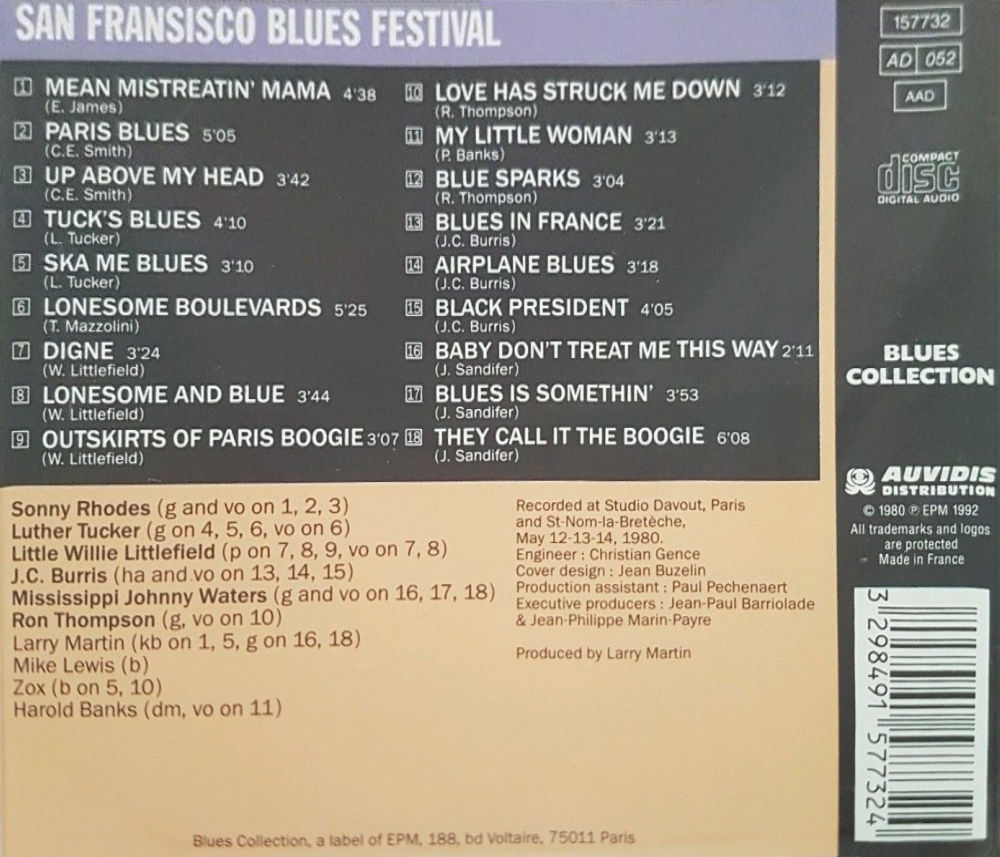 SAN FRANSISCO BLUES FESTIVAL
1 MEAN MISTREATIN' MAMA 4'38
(E. James)
2 PARIS BLUES 5'05
(C.E. Smith)
3 UP ABOVE MY HEAD 3'42
(C.E. Smith)
4 TUCK'S BLUES 4'10
(L. Tucker)
5 SKA ME BLUES 3'10
(L. Tucker)
6 LONESOME BOULEVARDS 5'25
(T. Mazzolini)
7 DIGNE 3'24
(W. Littlefield)
8 LONESOME AND BLUE 3'44
(W. Littlefield)
9 OUTSKIRTS OF PARIS BOOGIE 3'07
(W. Littlefield)
10 LOVE HAS STRUCK ME DOWN 3'12
(R. Thompson)
11 MY LITTLE WOMAN 3'13
(P. Banks)
12 BLUE SPARKS 3'04
(R. Thompson)
13 BLUES IN FRANCE 3'21
(J.C. Burris)
14 AIRPLANE BLUES 3'18
(J.C. Burris)
15 BLACK PRESIDENT 4'05
(J.C. Burris)
16 BABY DON'T TREAT ME THIS WAY 2'11
(J. Sandifer)
17 BLUES IS SOMETHIN' 3'53
(J. Sandifer)
18 THEY CALL IT THE BOOGIE 6'08
(J. Sandifer)
Sonny Rhodes (g and vo on 1, 2, 3)
Luther Tucker (g on 4, 5, 6, vo on 6)
Little Willie Littlefield (p on 7, 8, 9, vo on 7, 8)
J.C. Burris (ha and vo on 13, 14, 15)
Mississippi Johnny Waters (g and vo on 16, 17, 18)
Ron Thompson (g, vo on 10)
Larry Martin (kb on 1, 5, g on 16, 18)
Mike Lewis (b)
Zox (b on 5, 10)
Harold Banks (dm, vo on 11)
Recorded at Studio Davout, Paris
and St-Nom-la-Bretèche,
May 12-13-14, 1980.
Engineer : Christian Gence
Cover design : Jean Buzelin
Production assistant : Paul Pechenaert
Executive producers : Jean-Paul Barriolade
& Jean-Philippe Marin-Payre
Produced by Larry Martin
Blues Collection, a label of EPM, 188, bd Voltaire, 75011 Paris
157732
AD 052
AAD
COMPACT
disc
DIGITAL AUDIO
BLUES
COLLECTION
AUVIDIS
DISTRIBUTION
© 1980 ℗ EPM 1992
All trademarks and logos
are protected
Made in France
3 298491 577324